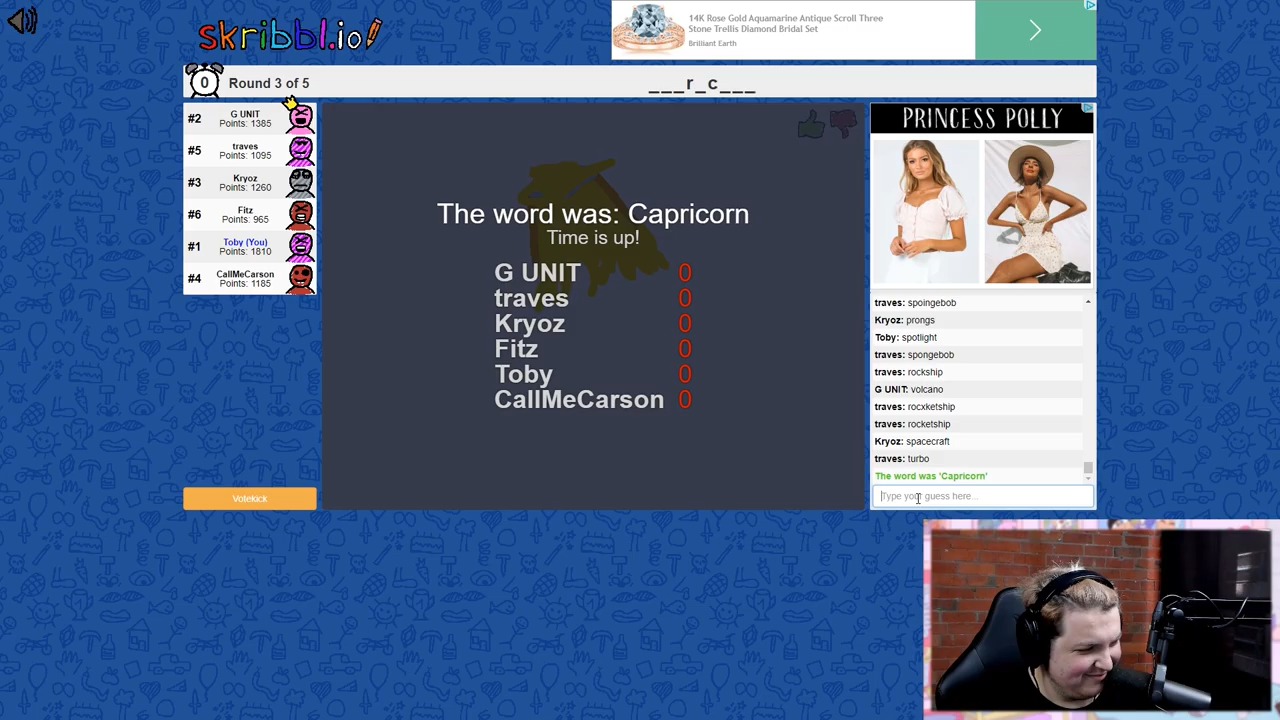 skribbl.io
14K Rose Gold Aquamarine Antique Scroll Three
Stone Trellis Diamond Bridal Set
Brilliant Earth
0
Round 3 of 5
___r_c___
#2
G UNIT
Points: 1385
#5
traves
Points: 1095
#3
Kryoz
Points: 1260
#6
Fitz
Points: 965
#1
Toby (You)
Points: 1810
#4
CallMeCarson
Points: 1185
Votekick
The word was: Capricorn
Time is up!
G UNIT 0
traves 0
Kryoz 0
Fitz 0
Toby 0
CallMeCarson 0
PRINCESS POLLY
traves: spoingebob
Kryoz: prongs
Toby: spotlight
traves: spongebob
traves: rockship
G UNIT: volcano
traves: rocxketship
traves: rocketship
Kryoz: spacecraft
traves: turbo
The word was 'Capricorn'
Type your guess here...